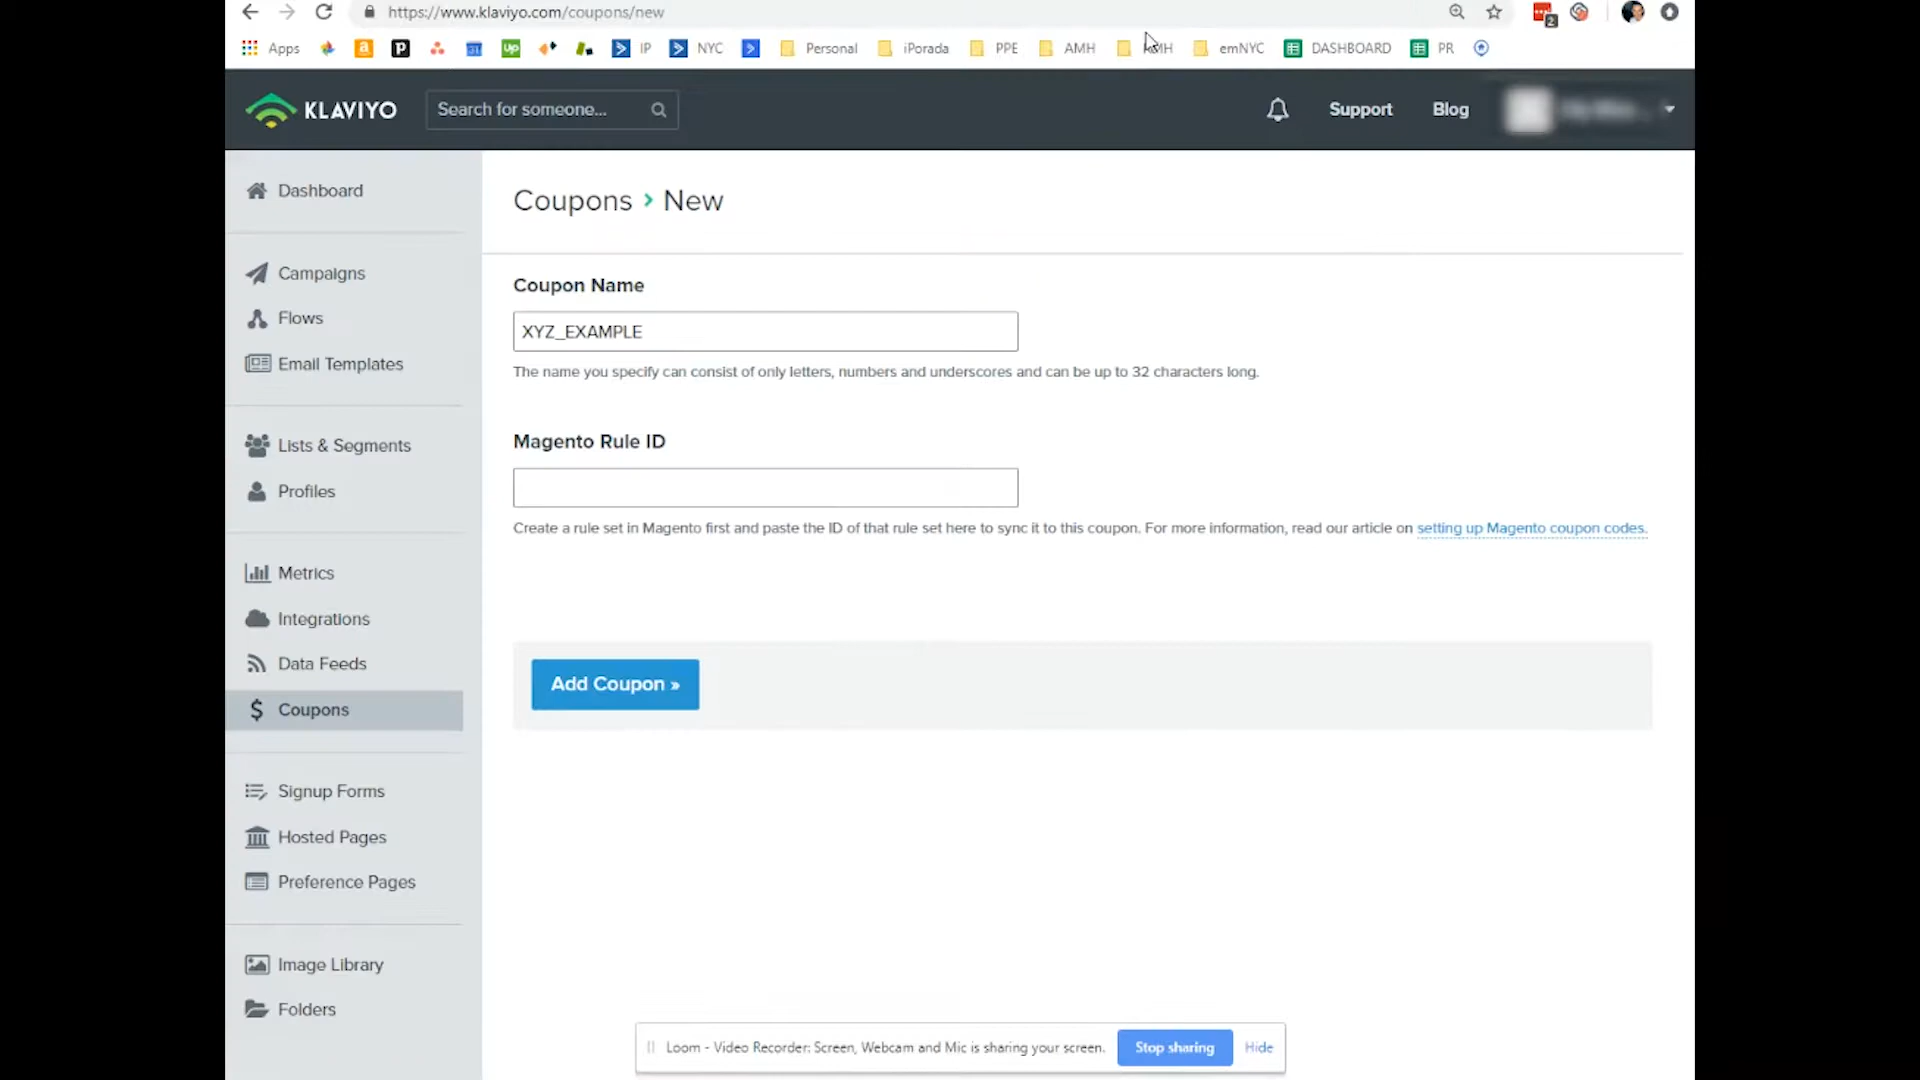 https://www.klaviyo.com/coupons/new
2
Apps
a
p
31
up
IP
NYC
Personal
iPorada
PPE
AMH
emNYC
DASHBOARD
PR
KLAVIYO
Search for someone...
Support
Blog
Dashboard
Campaigns
Flows
Email Templates
Lists & Segments
Profiles
Metrics
Integrations
Data Feeds
$ Coupons
Signup Forms
Hosted Pages
Preference Pages
Image Library
Folders
Coupons > New
Coupon Name
XYZ_EXAMPLE
The name you specify can consist of only letters, numbers and underscores and can be up to 32 characters long.
Magento Rule ID
Create a rule set in Magento first and paste the ID of that rule set here to sync it to this coupon. For more information, read our article on setting up Magento coupon codes.
Add Coupon »
Loom - Video Recorder: Screen, Webcam and Mic is sharing your screen.
Stop sharing
Hide